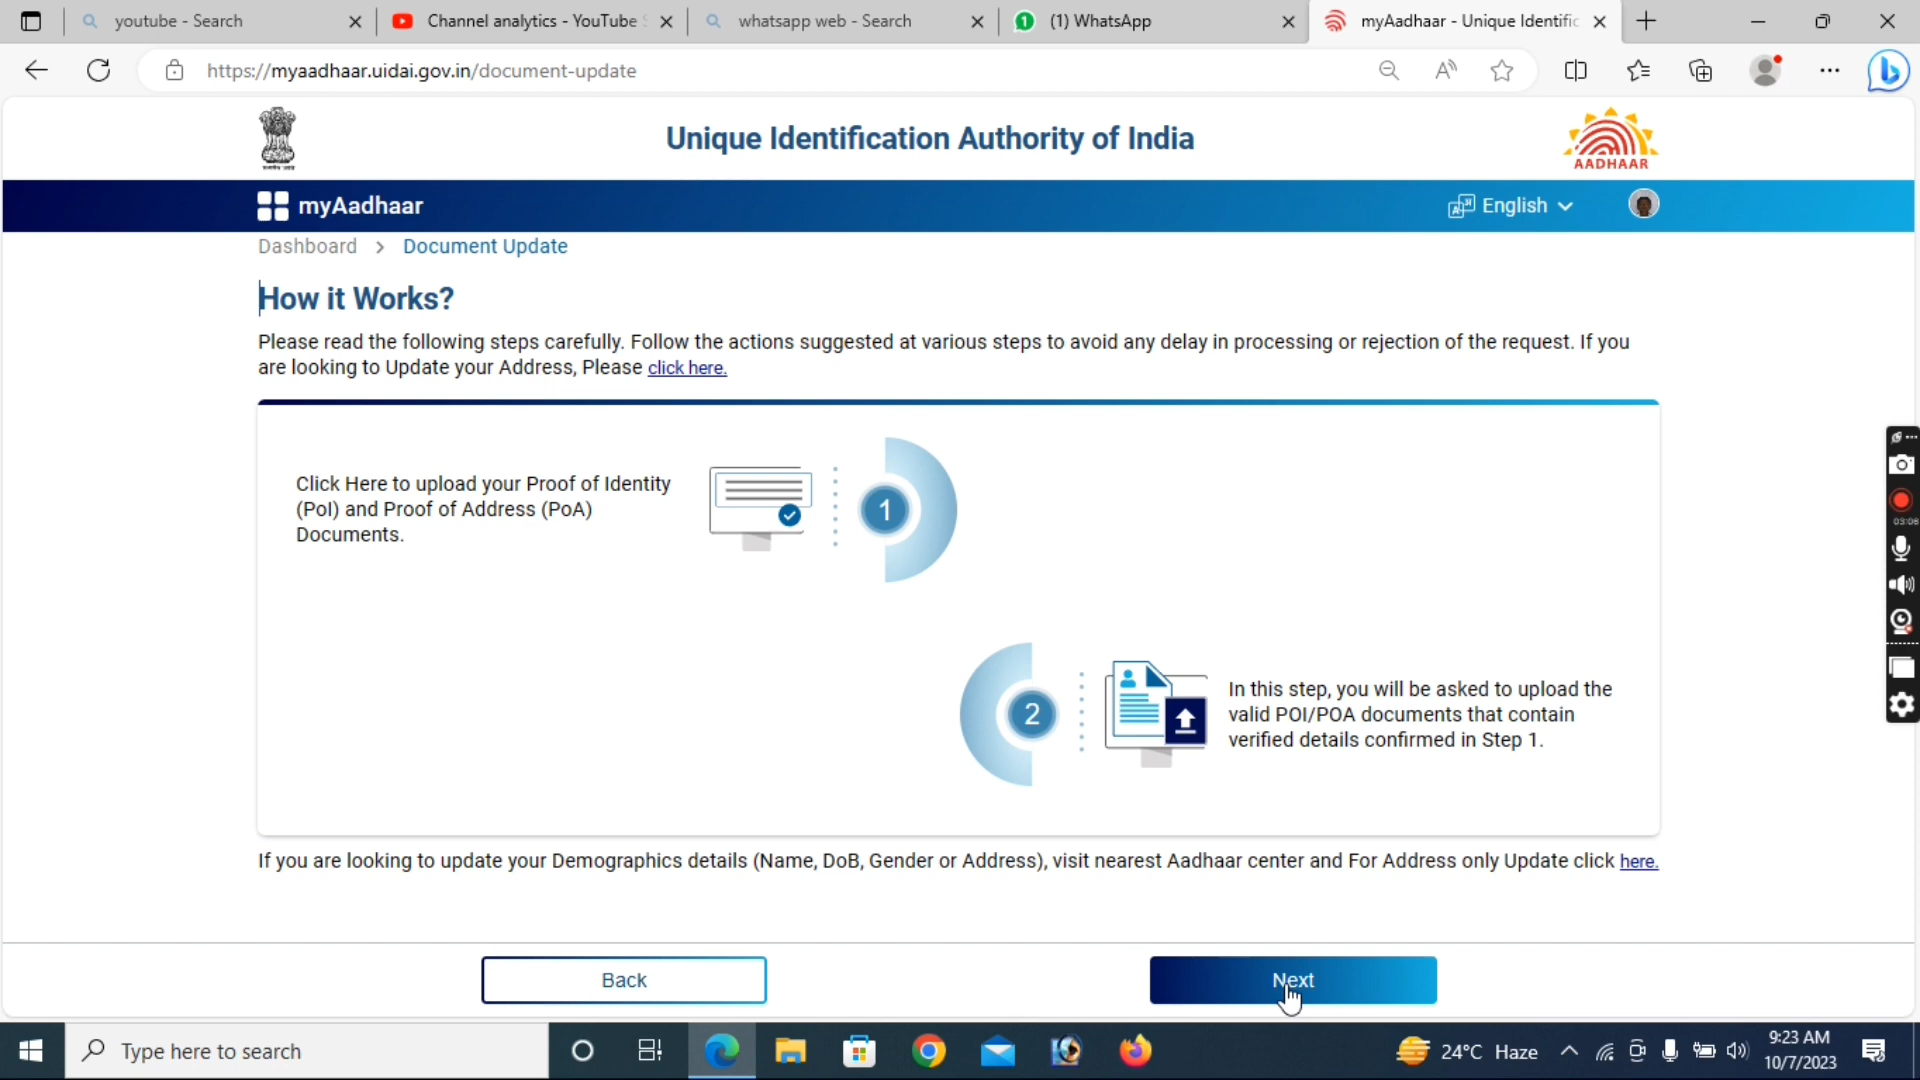 youtube - Search
Channel analytics - YouTube S
whatsapp web - Search
1
(1) WhatsApp
myAadhaar - Unique Identific
https://myaadhaar.uidai.gov.in/document-update
Unique Identification Authority of India
AADHAAR
myAadhaar
English
Dashboard > Document Update
How it Works?
Please read the following steps carefully. Follow the actions suggested at various steps to avoid any delay in processing or rejection of the request. If you
are looking to Update your Address, Please click here.
Click Here to upload your Proof of Identity
(PoI) and Proof of Address (PoA)
Documents.
1
2
In this step, you will be asked to upload the
valid POI/POA documents that contain
verified details confirmed in Step 1.
03:06
If you are looking to update your Demographics details (Name, DoB, Gender or Address), visit nearest Aadhaar center and For Address only Update click here.
Back
Next
Type here to search
24°C Haze
9:23 AM
10/7/2023